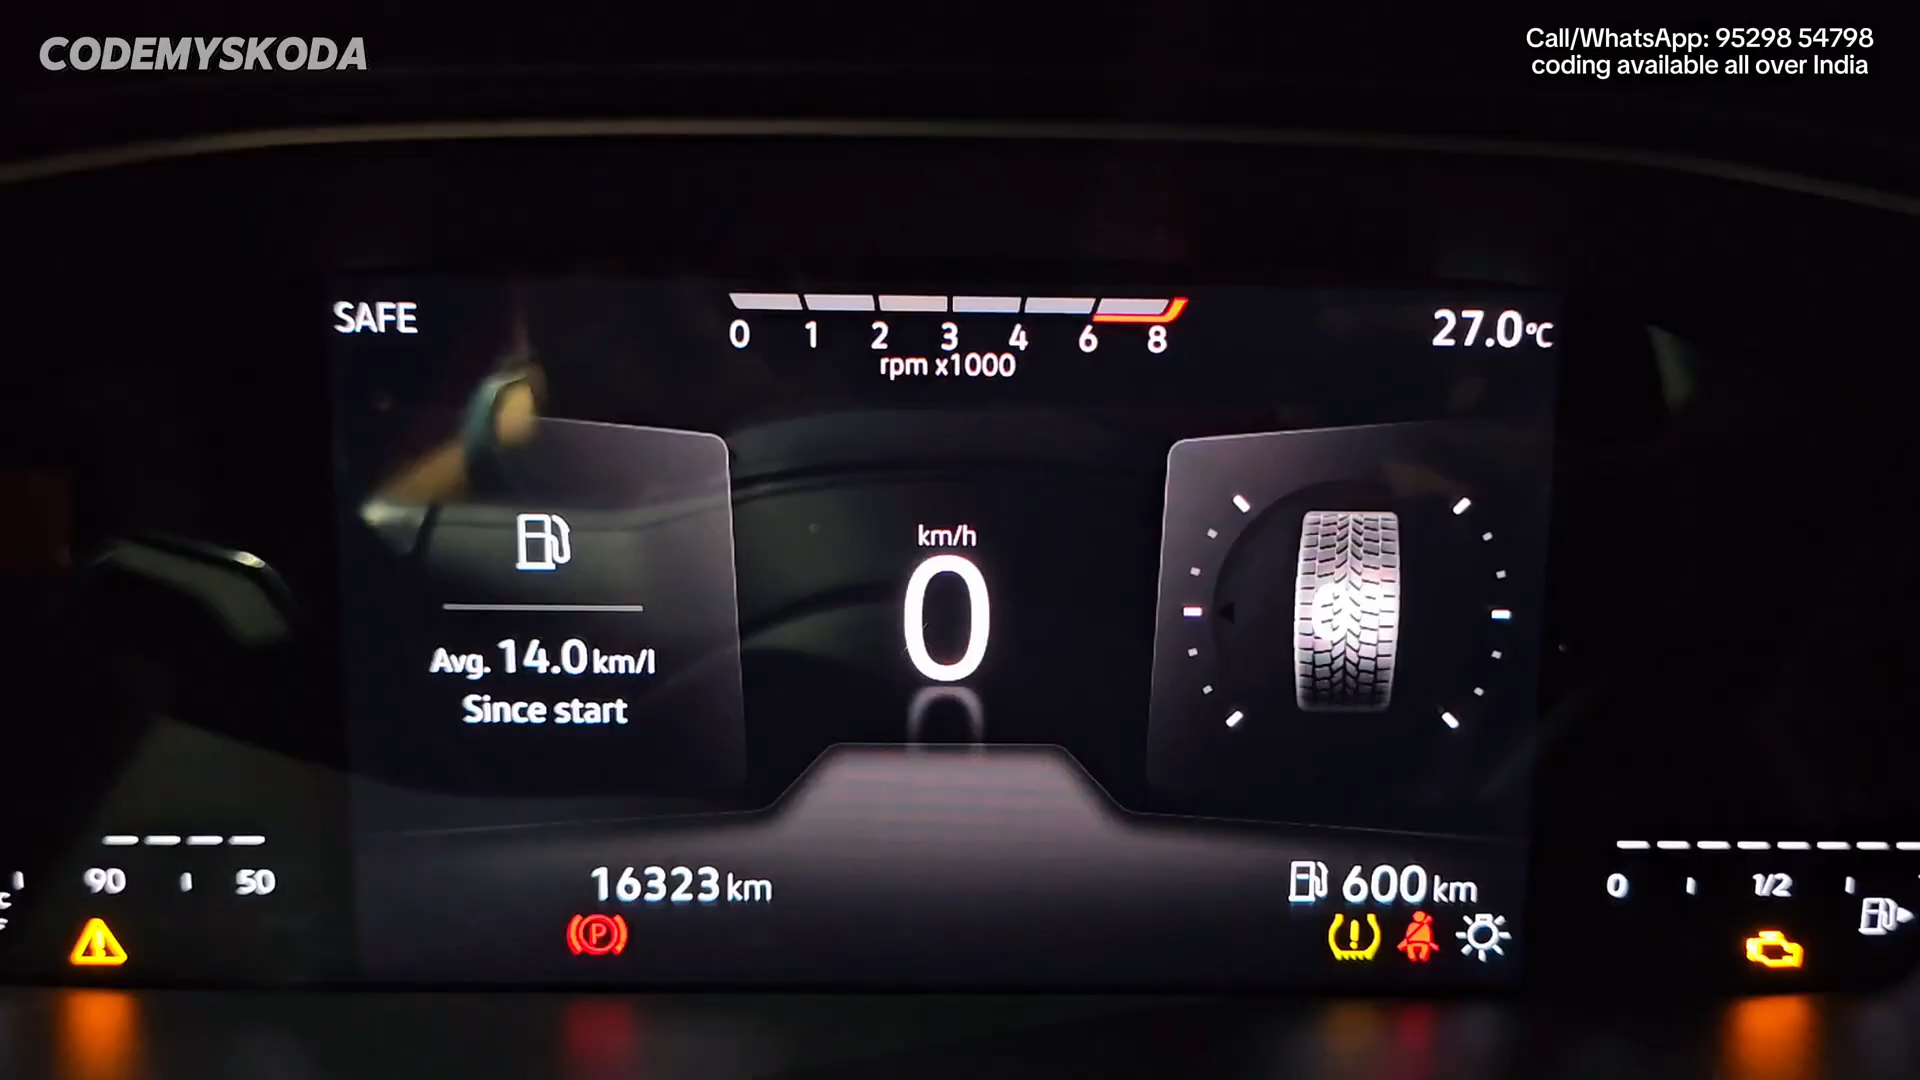 CODEMYSKODA
Call/WhatsApp: 95298 54798
coding available all over India
SAFE
0 1 2 3 4 6 8
rpm x1000
27.0°C
km/h
0
Avg. 14.0 km/l
Since start
90 50
16323 km
600 km
0 1/2
P